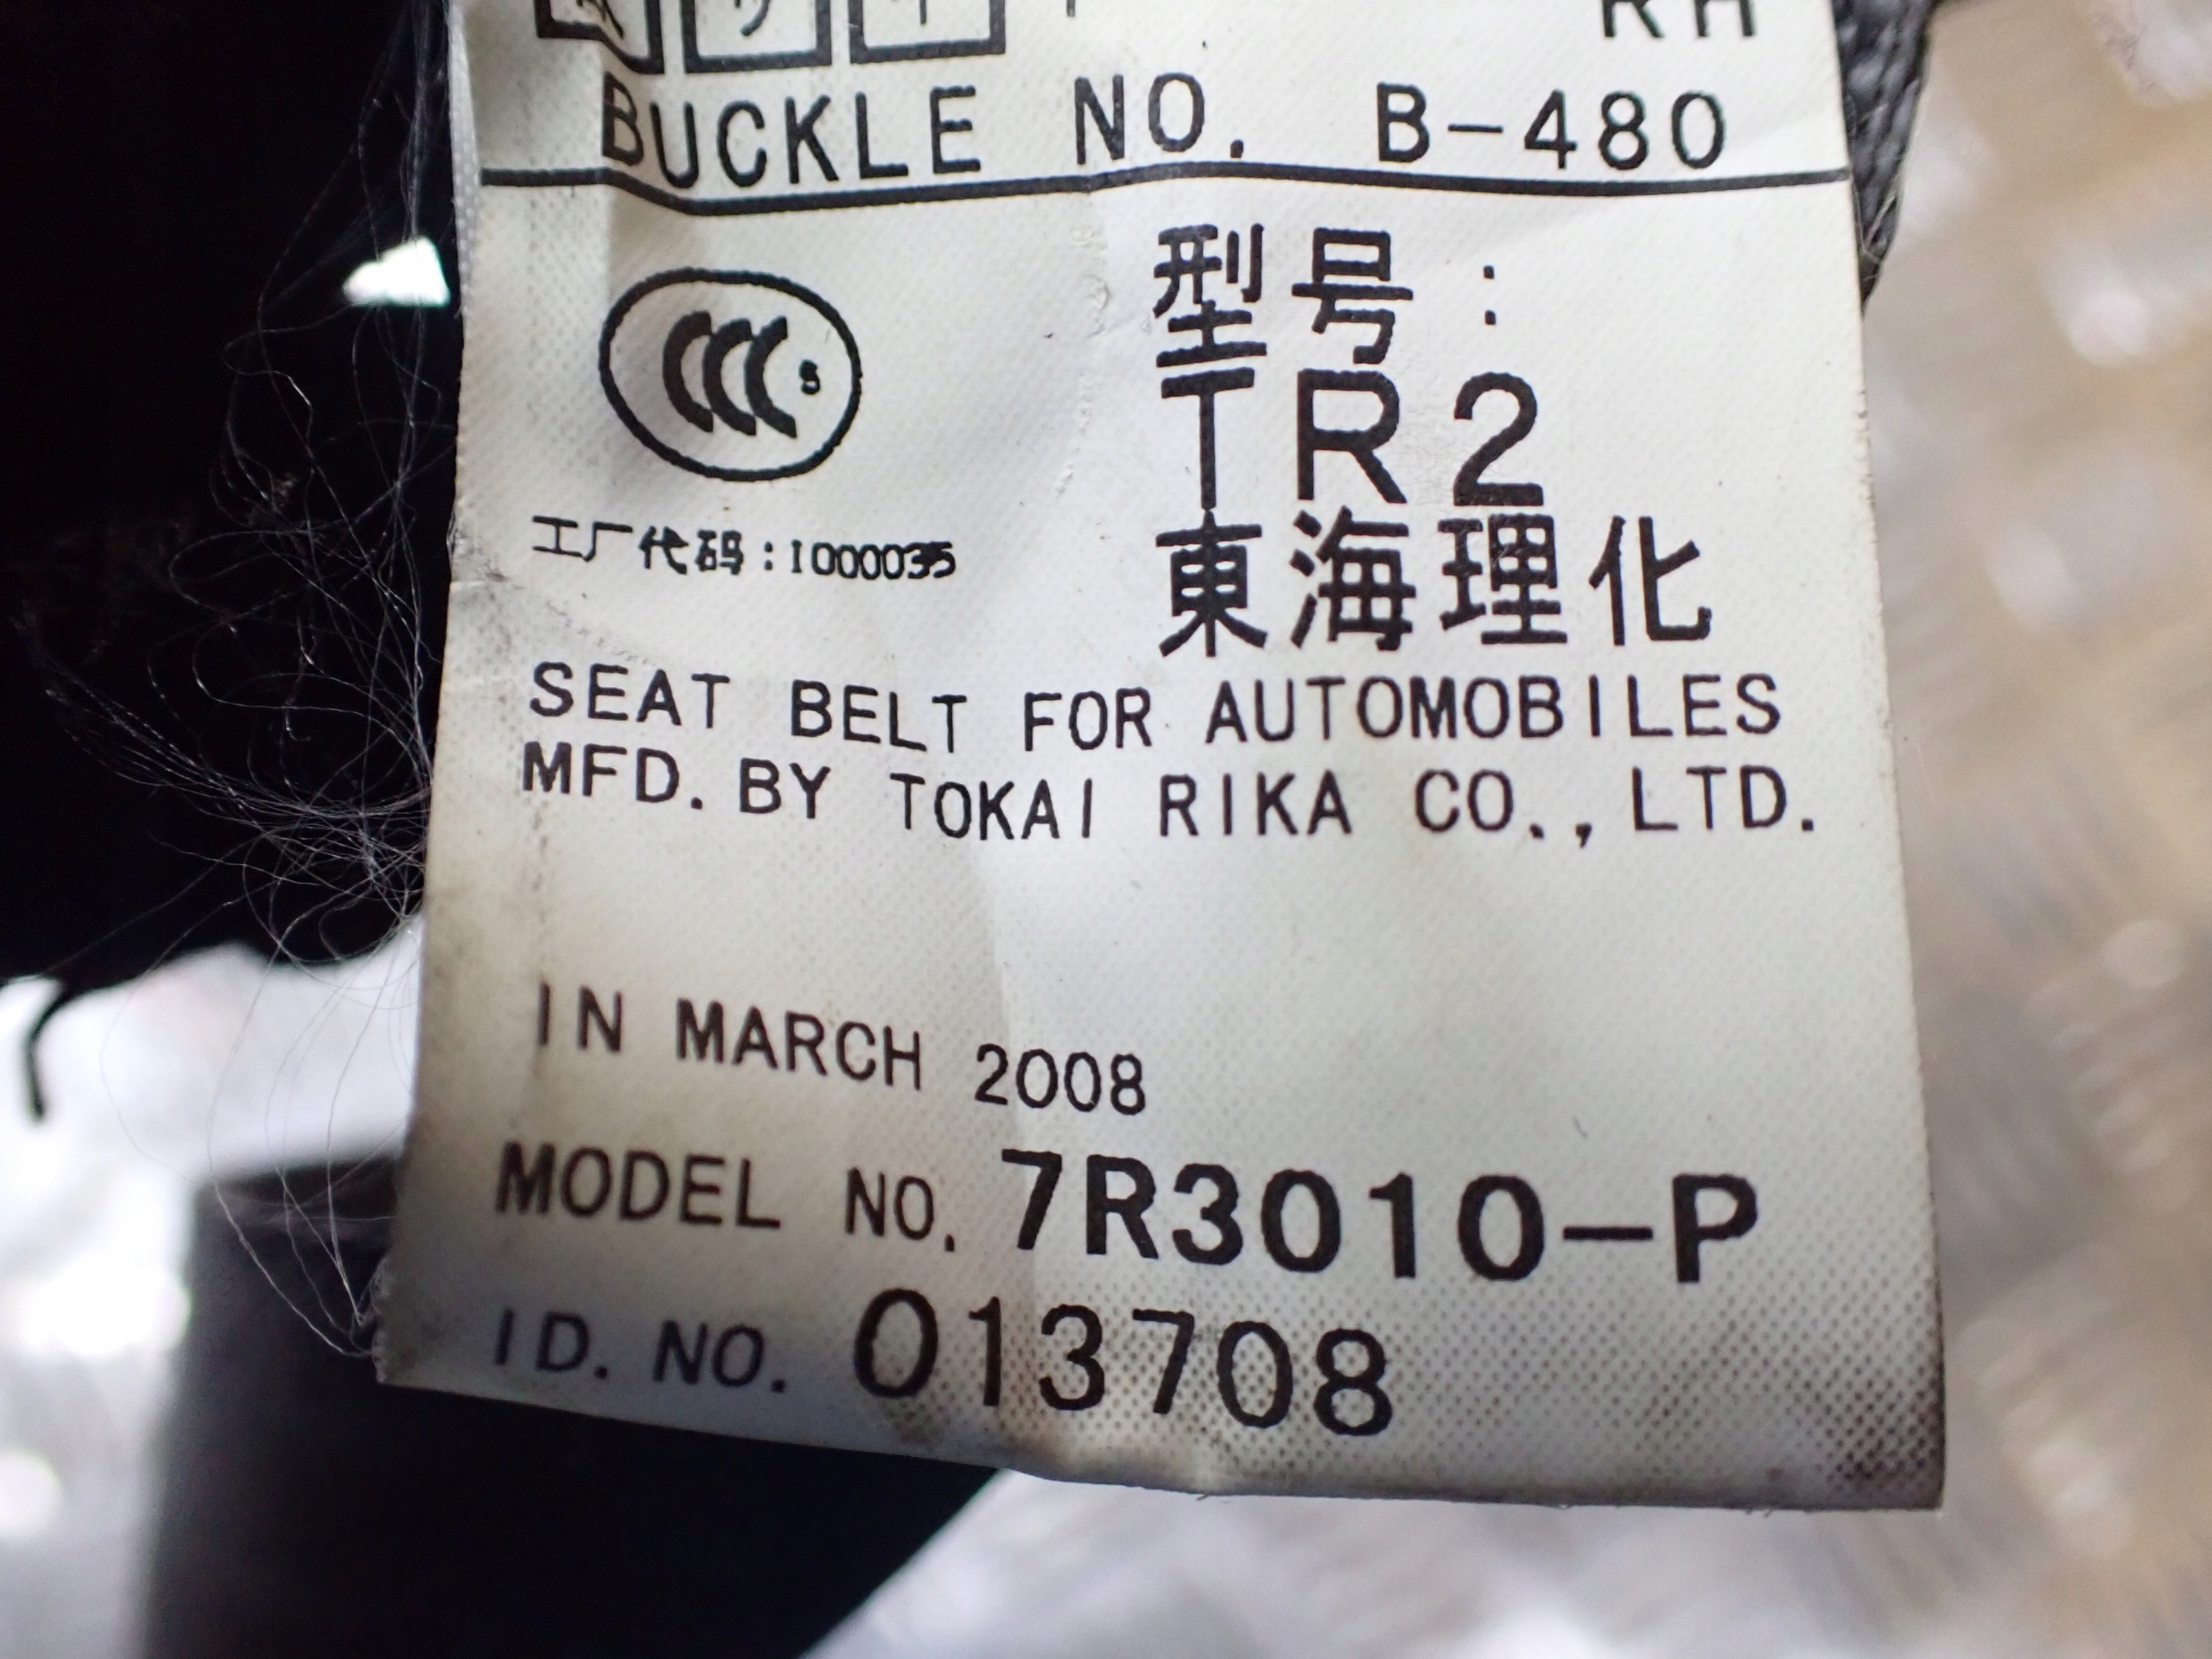 RH
BUCKLE NO. B-480
CCC S
型号：
TR2
工厂代码：1000035
東海理化
SEAT BELT FOR AUTOMOBILES
MFD. BY TOKAI RIKA CO., LTD.
IN MARCH 2008
MODEL NO. 7R3010-P
ID. NO. 013708